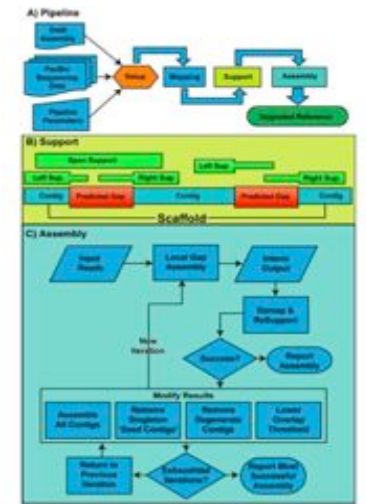 A) Pipeline
Draft
Assembly
PacBio
Sequencing
Data
Pipeline
Parameters
Setup
Mapping
Support
Assembly
Upgraded Reference
B) Support
Span Support
Left Sup.
Right Sup.
Left Sup.
Right Sup.
Contig
Predicted Gap
Contig
Predicted Gap
Contig
Scaffold
C) Assembly
Input
Reads
Local Gap
Assembly
Interim
Output
Remap &
ReSupport
New
Iteration
Success?
Report
Assembly
Modify Results
Assemble
All Contigs
Remove
Singleton
'Seed Contigs'
Remove
Degenerate
Contigs
Lower
Overlap
Threshold
Return to
Previous
Iteration
Exhausted
Iterations?
Report Most
Successful
Assembly